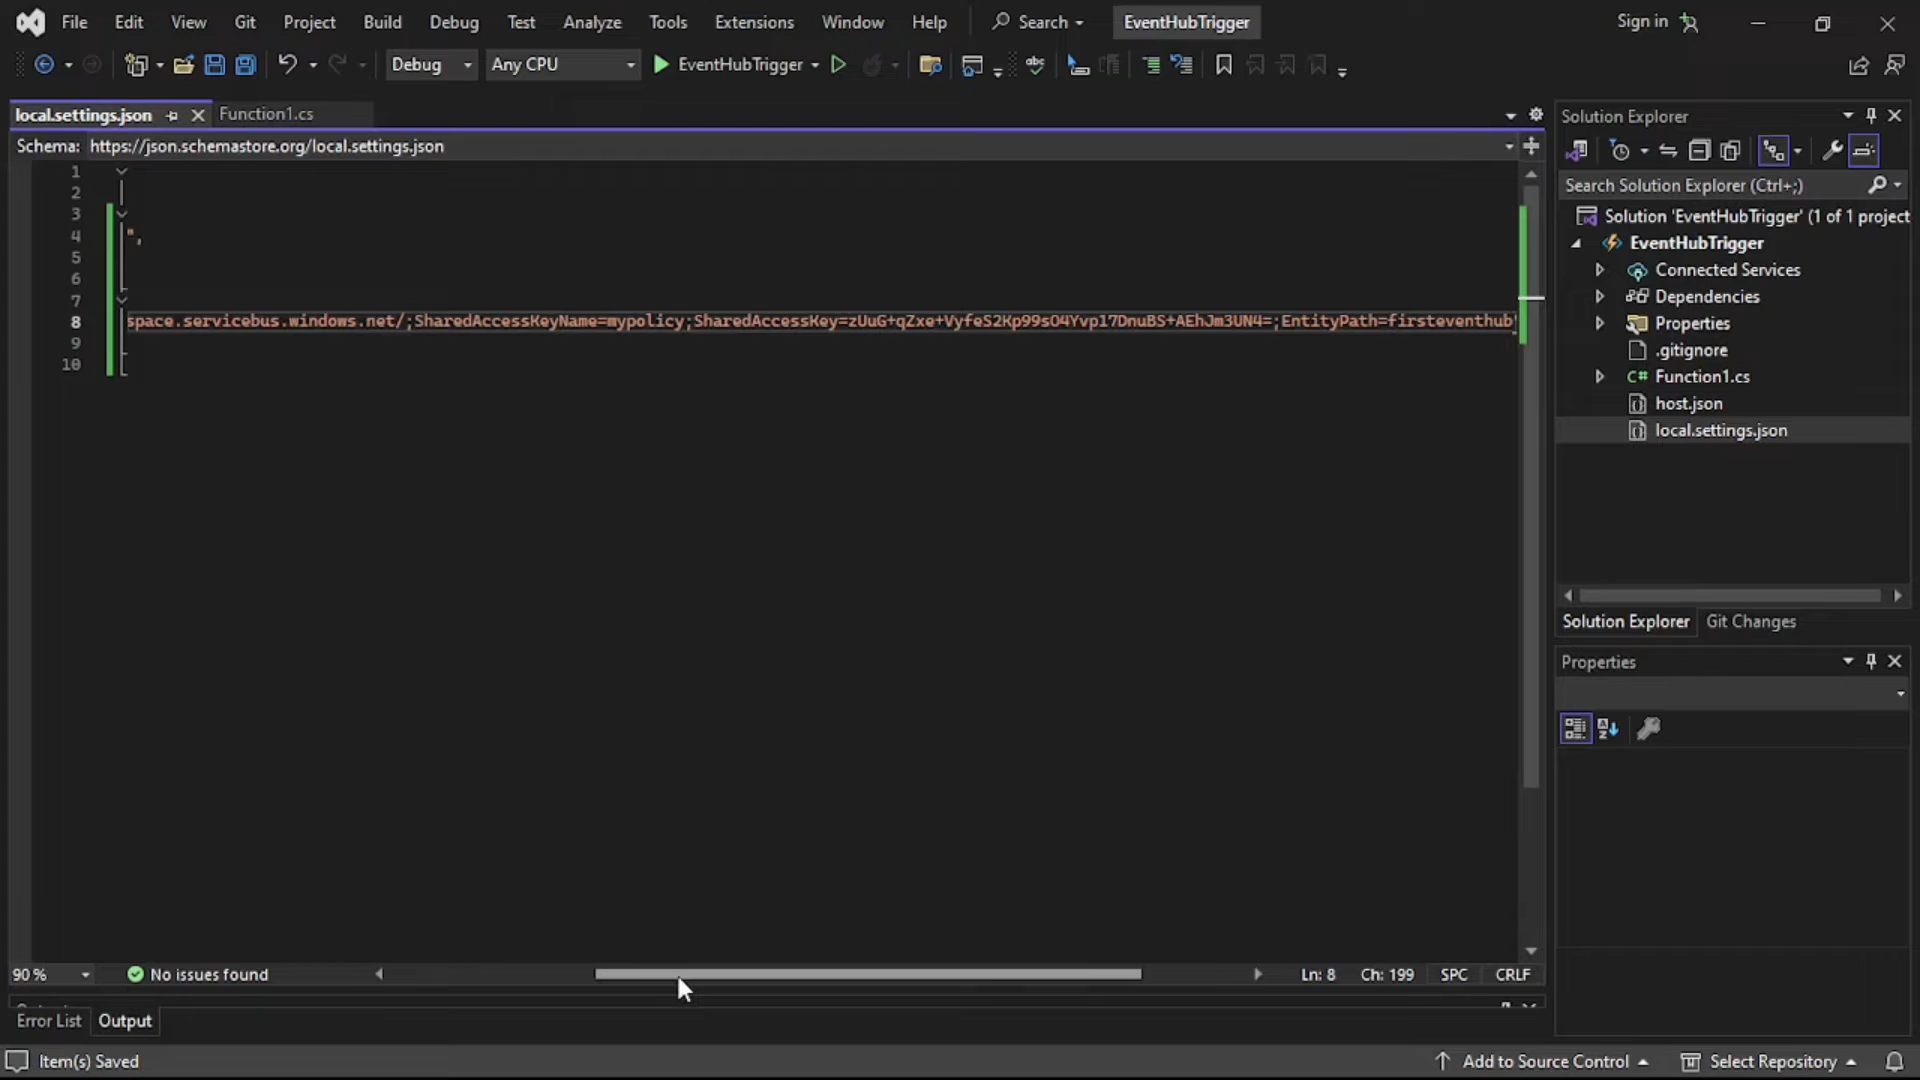 File Edit View Git Project Build Debug Test Analyze Tools Extensions Window Help Search EventHubTrigger Sign in
Debug Any CPU EventHubTrigger
local.settings.json Function1.cs
Schema: https://json.schemastore.org/local.settings.json
1
2
3
4 ",
5
6
7
8 space.servicebus.windows.net/;SharedAccessKeyName=mypolicy;SharedAccessKey=zUuG+qZxe+VyfeS2Kp99sO4Yvp17DnuBS+AEhJm3UN4=;EntityPath=firsteventhub
9
10
90 % No issues found Ln: 8 Ch: 199 SPC CRLF
Error List Output
Item(s) Saved Add to Source Control Select Repository
Solution Explorer
Search Solution Explorer (Ctrl+;)
Solution 'EventHubTrigger' (1 of 1 project
EventHubTrigger
Connected Services
Dependencies
Properties
.gitignore
C# Function1.cs
host.json
local.settings.json
Solution Explorer Git Changes
Properties